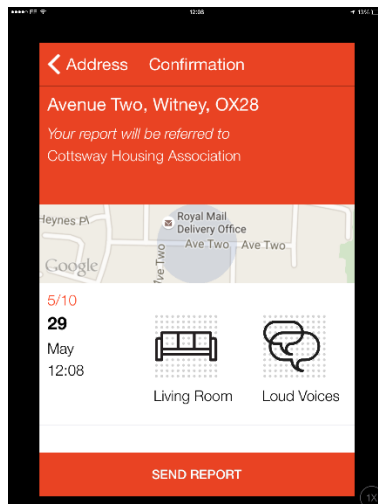 12:08
13%
Address Confirmation
Avenue Two, Witney, OX28
Your report will be referred to
Cottsway Housing Association
Heynes Pl
Royal Mail
Delivery Office
Ave Two Ave Two
Ave Two
Google
5/10
29
May
12:08
Living Room Loud Voices
SEND REPORT
1X